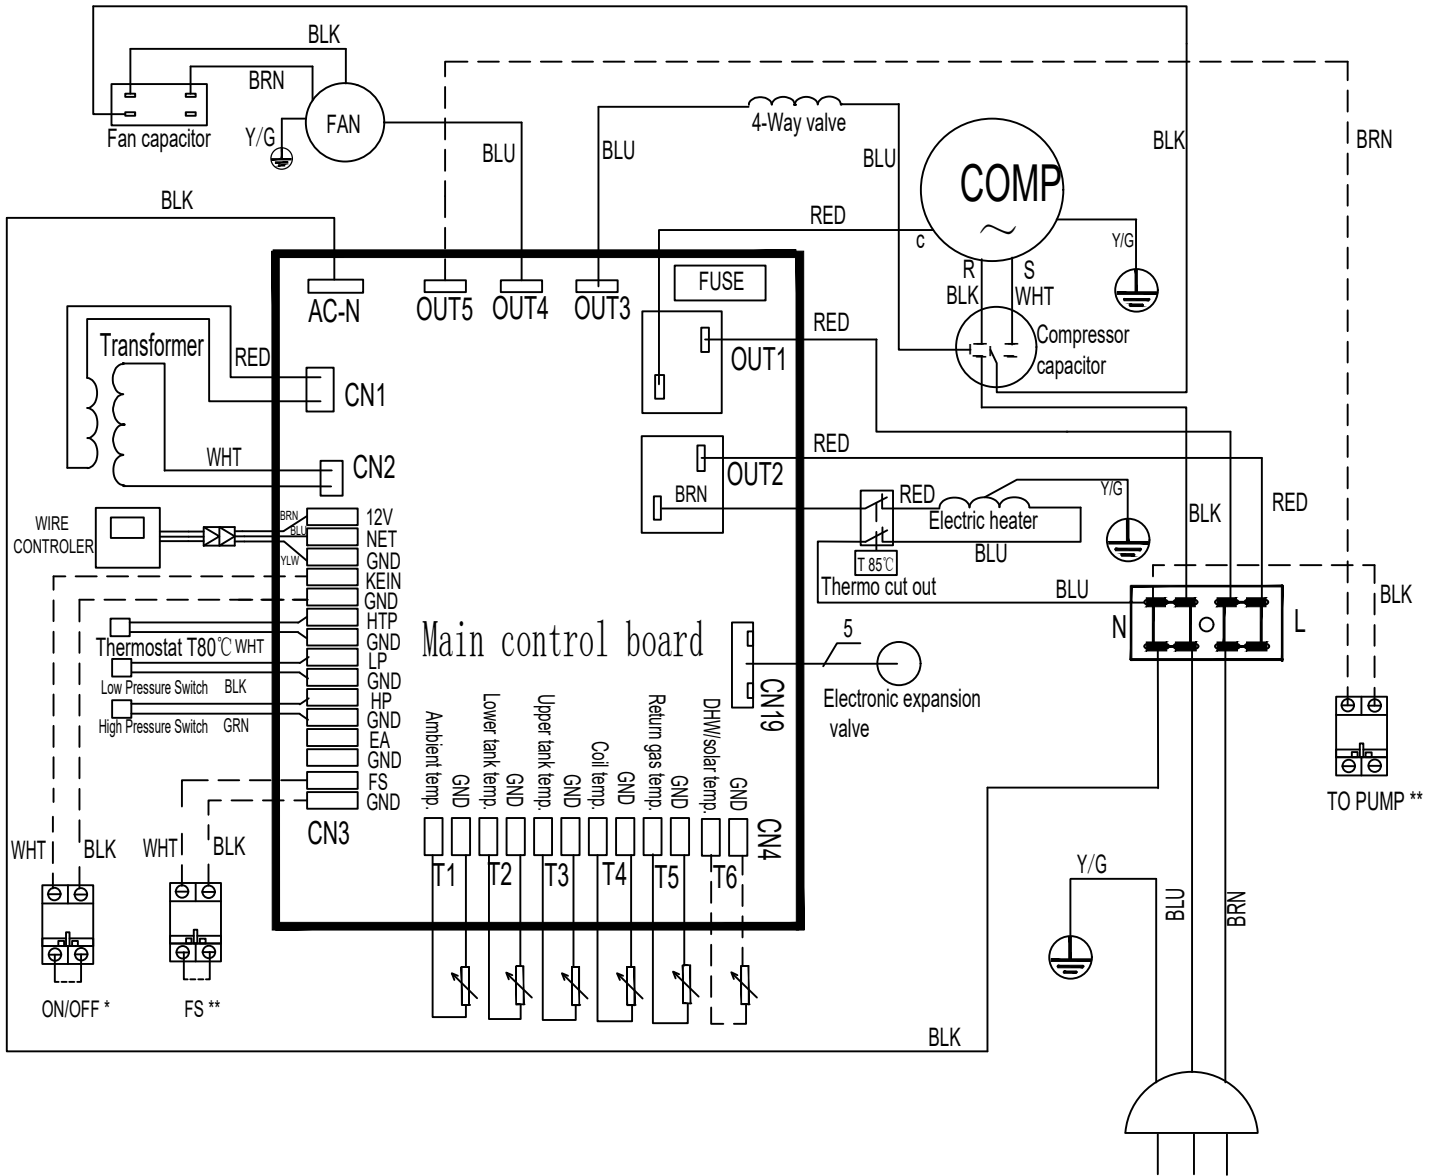 BLK
BRN
Fan capacitor
Y/G
FAN
BLU
BLU
4-Way valve
BLU
COMP
~
BLK
BRN
BLK
RED
c
Y/G
R
S
BLK
WHT
Compressor
capacitor
AC-N
OUT5
OUT4
OUT3
FUSE
RED
OUT1
Transformer
RED
CN1
WHT
CN2
RED
OUT2
BRN
RED
Electric heater
Y/G
BLU
T 85℃
Thermo cut out
BLK
RED
WIRE
CONTROLER
BRN
BLU
YLW
12V
NET
GND
KEIN
GND
HTP
GND
LP
GND
HP
GND
EA
GND
FS
GND
CN3
Thermostat T80℃ WHT
Low Pressure Switch BLK
High Pressure Switch GRN
Main control board
BLU
N
L
BLK
5
Electronic expansion
valve
CN19
Ambient temp.
GND
Lower tank temp.
GND
Upper tank temp.
GND
Coil temp.
GND
Return gas temp.
GND
DHW/solar temp.
GND
CN4
T1
T2
T3
T4
T5
T6
TO PUMP **
WHT
BLK
WHT
BLK
ON/OFF *
FS **
Y/G
BLU
BRN
BLK